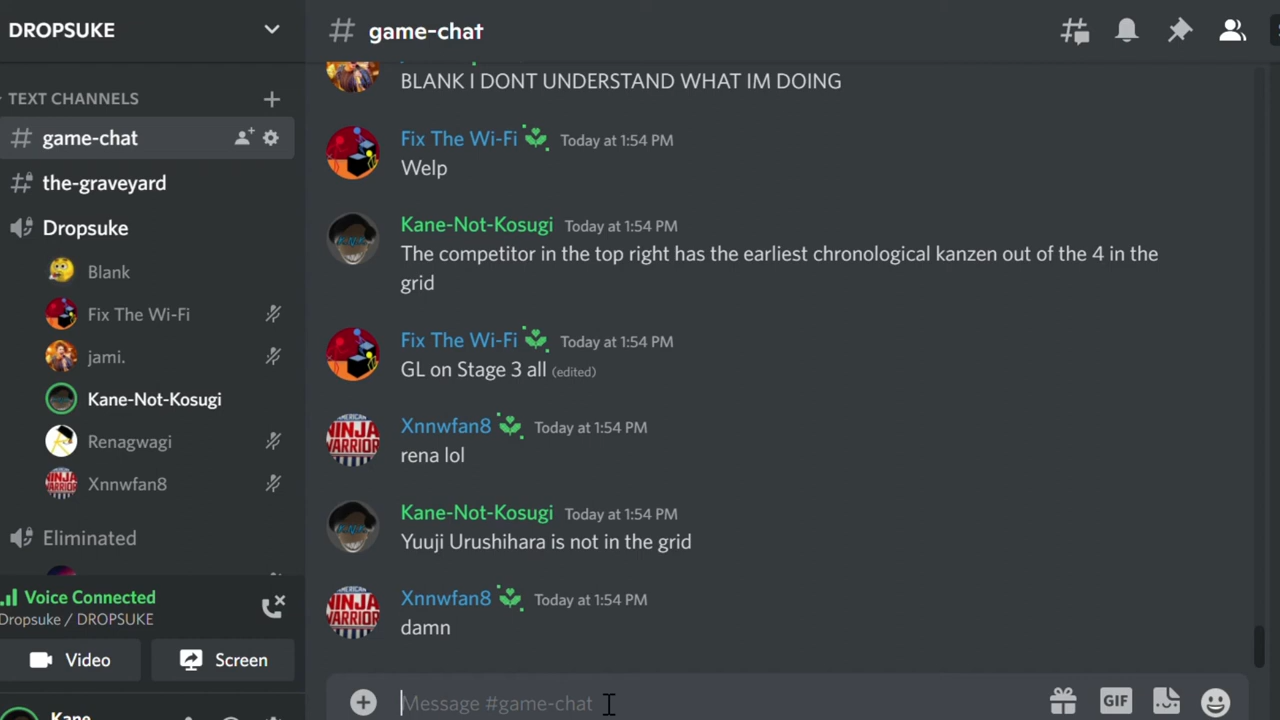 DROPSUKE
TEXT CHANNELS
game-chat
the-graveyard
Dropsuke
Blank
Fix The Wi-Fi
jami.
Kane-Not-Kosugi
Renagwagi
Xnnwfan8
Eliminated
Voice Connected
Dropsuke / DROPSUKE
Video
Screen
Kane
# game-chat
BLANK I DONT UNDERSTAND WHAT IM DOING
Fix The Wi-Fi Today at 1:54 PM
Welp
Kane-Not-Kosugi Today at 1:54 PM
The competitor in the top right has the earliest chronological kanzen out of the 4 in the
grid
Fix The Wi-Fi Today at 1:54 PM
GL on Stage 3 all (edited)
Xnnwfan8 Today at 1:54 PM
rena lol
Kane-Not-Kosugi Today at 1:54 PM
Yuuji Urushihara is not in the grid
Xnnwfan8 Today at 1:54 PM
damn
Message #game-chat
GIF